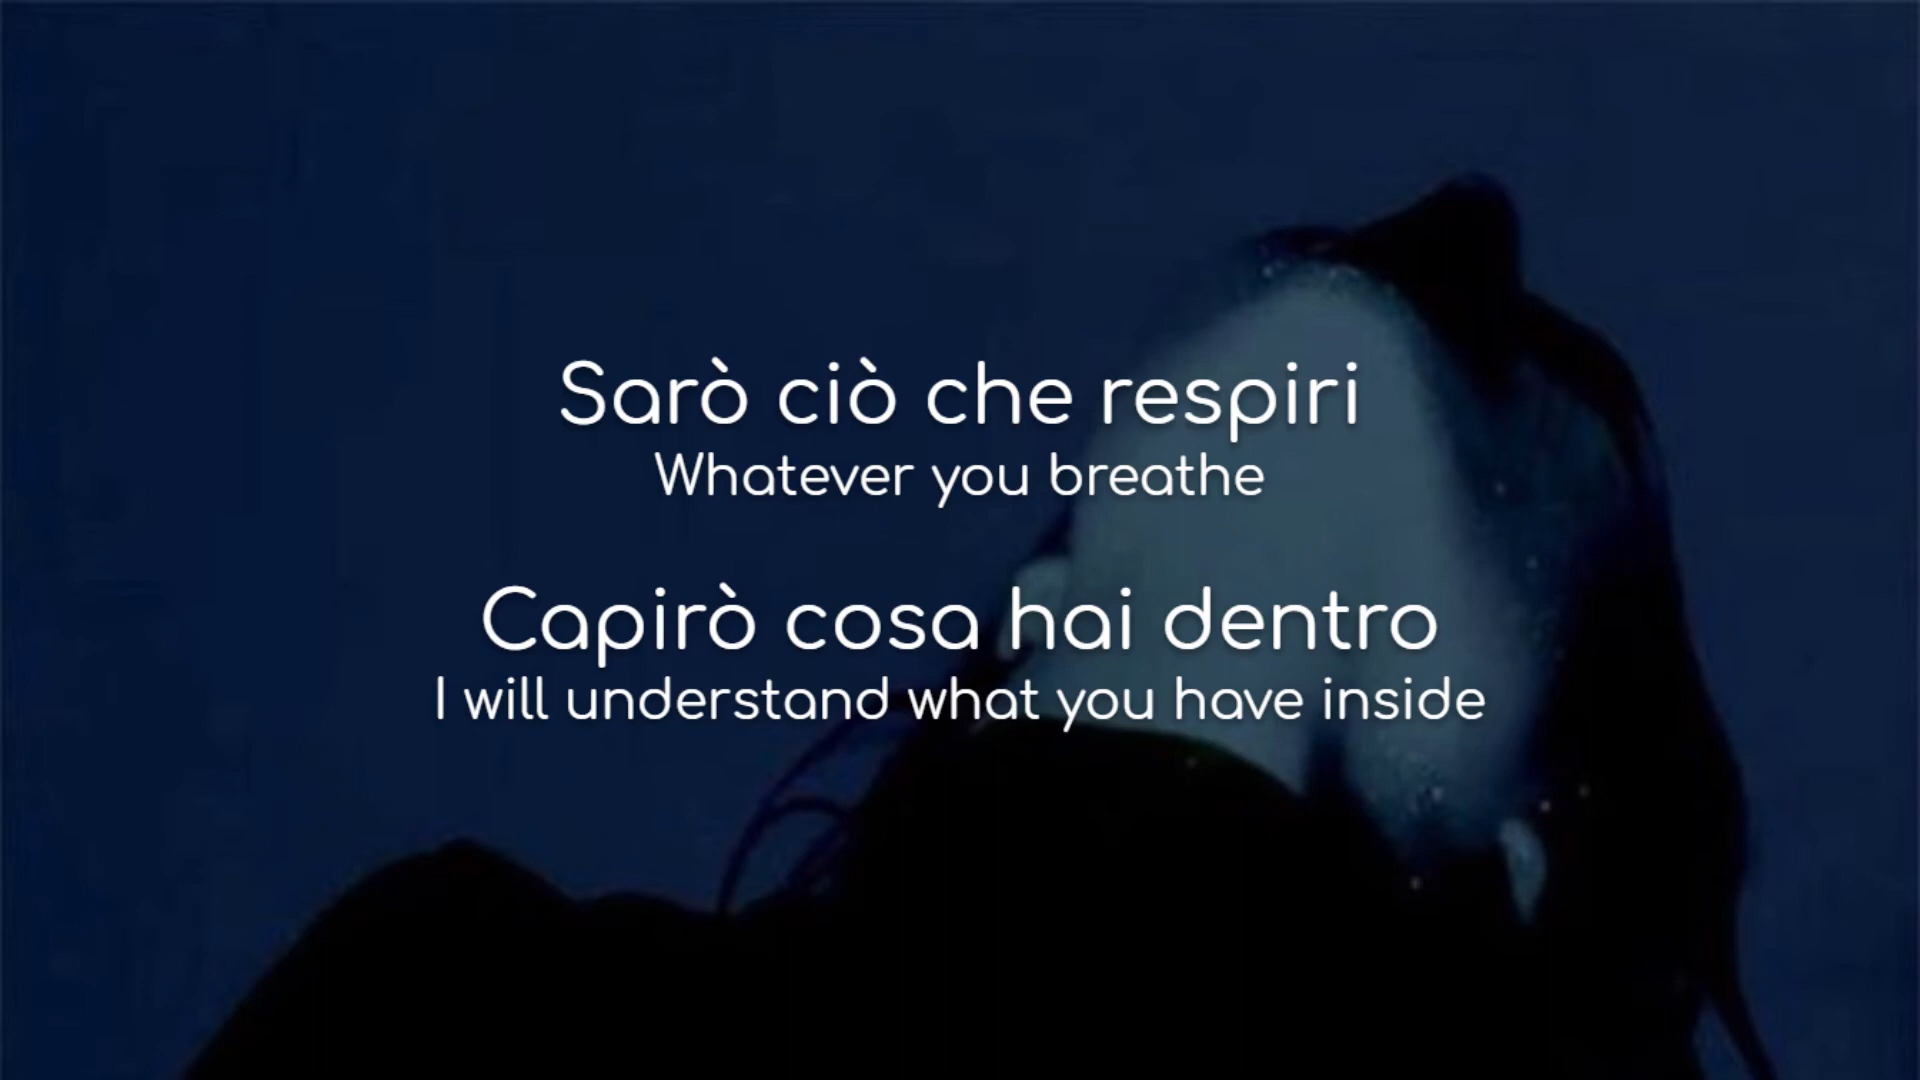 Sarò ciò che respiri
Whatever you breathe
Capirò cosa hai dentro
I will understand what you have inside